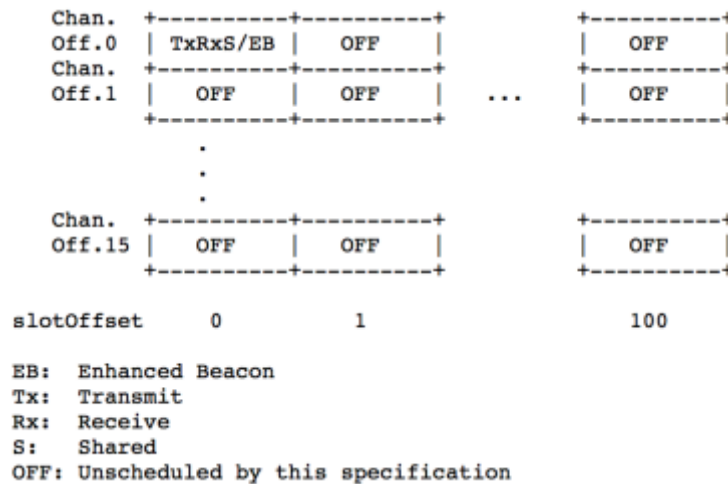 Chan.  +----------+----------+         +----------+
Off.0  | TxRxS/EB |   OFF    |         |   OFF    |
Chan.  +----------+----------+         +----------+
Off.1  |   OFF    |   OFF    |   ...   |   OFF    |
       +----------+----------+         +----------+
           .
           .
           .
Chan.  +----------+----------+         +----------+
Off.15 |   OFF    |   OFF    |         |   OFF    |
       +----------+----------+         +----------+
slotOffset     0          1                  100
EB:  Enhanced Beacon
Tx:  Transmit
Rx:  Receive
S:   Shared
OFF: Unscheduled by this specification